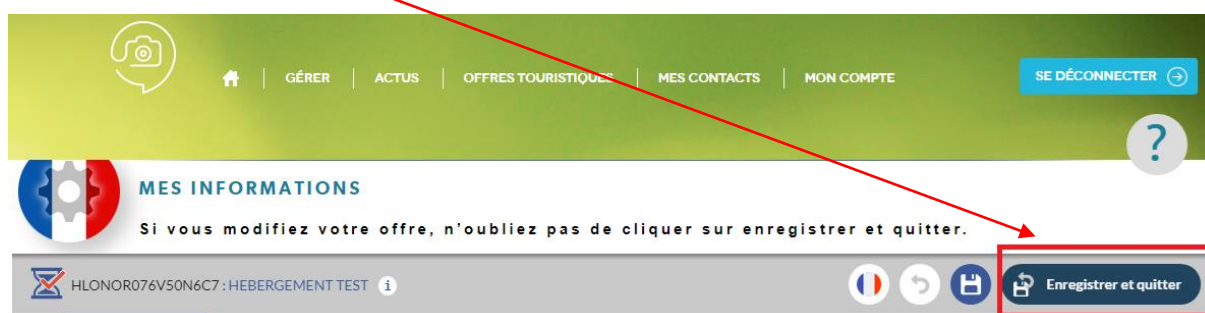 GÉRER | ACTUS | OFFRES TOURISTIQUES | MES CONTACTS | MON COMPTE
SE DÉCONNECTER
?
MES INFORMATIONS
Si vous modifiez votre offre, n'oubliez pas de cliquer sur enregistrer et quitter.
HLONOR076V50N6C7 : HEBERGEMENT TEST i
Enregistrer et quitter